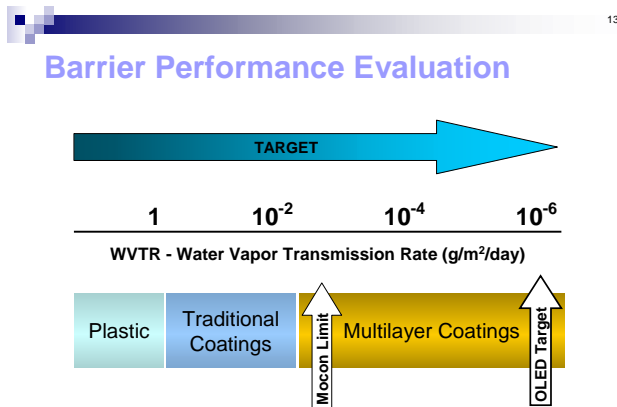 13
Barrier Performance Evaluation
TARGET
1 10⁻² 10⁻⁴ 10⁻⁶
WVTR - Water Vapor Transmission Rate (g/m²/day)
Plastic
Traditional
Coatings
Mocon Limit
Multilayer Coatings
OLED Target